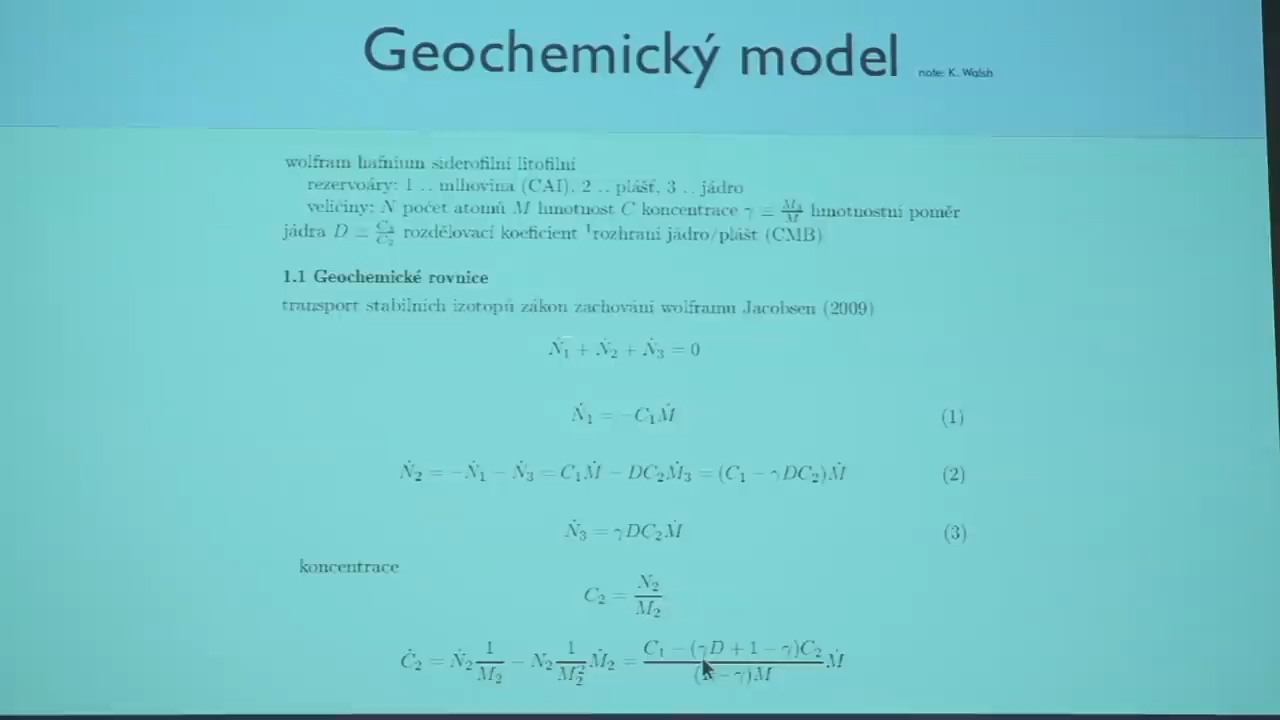 Geochemický model
note: K. Walsh
wolfram hafnium siderofilní litofilní
rezervoáry: 1 .. mlhovina (CAI), 2 .. plášť, 3 .. jádro
veličiny: N počet atomů M hmotnost C koncentrace γ = M₃/M hmotnostní poměr
jádra D = C₃/C₂ rozdělovací koeficient ¹rozhraní jádro/plášť (CMB)
1.1 Geochemické rovnice
transport stabilních izotopů zákon zachování wolframu Jacobsen (2009)
Ṅ₁ + Ṅ₂ + Ṅ₃ = 0
Ṅ₁ = −C₁Ṁ (1)
Ṅ₂ = −Ṅ₁ − Ṅ₃ = C₁Ṁ − DC₂Ṁ₃ = (C₁ − γDC₂)Ṁ (2)
Ṅ₃ = γDC₂Ṁ (3)
koncentrace
C₂ = N₂/M₂
Ċ₂ = Ṅ₂ 1/M₂ − N₂ 1/M₂² Ṁ₂ = (C₁ − (γD + 1 − γ)C₂)/((1 − γ)M) Ṁ